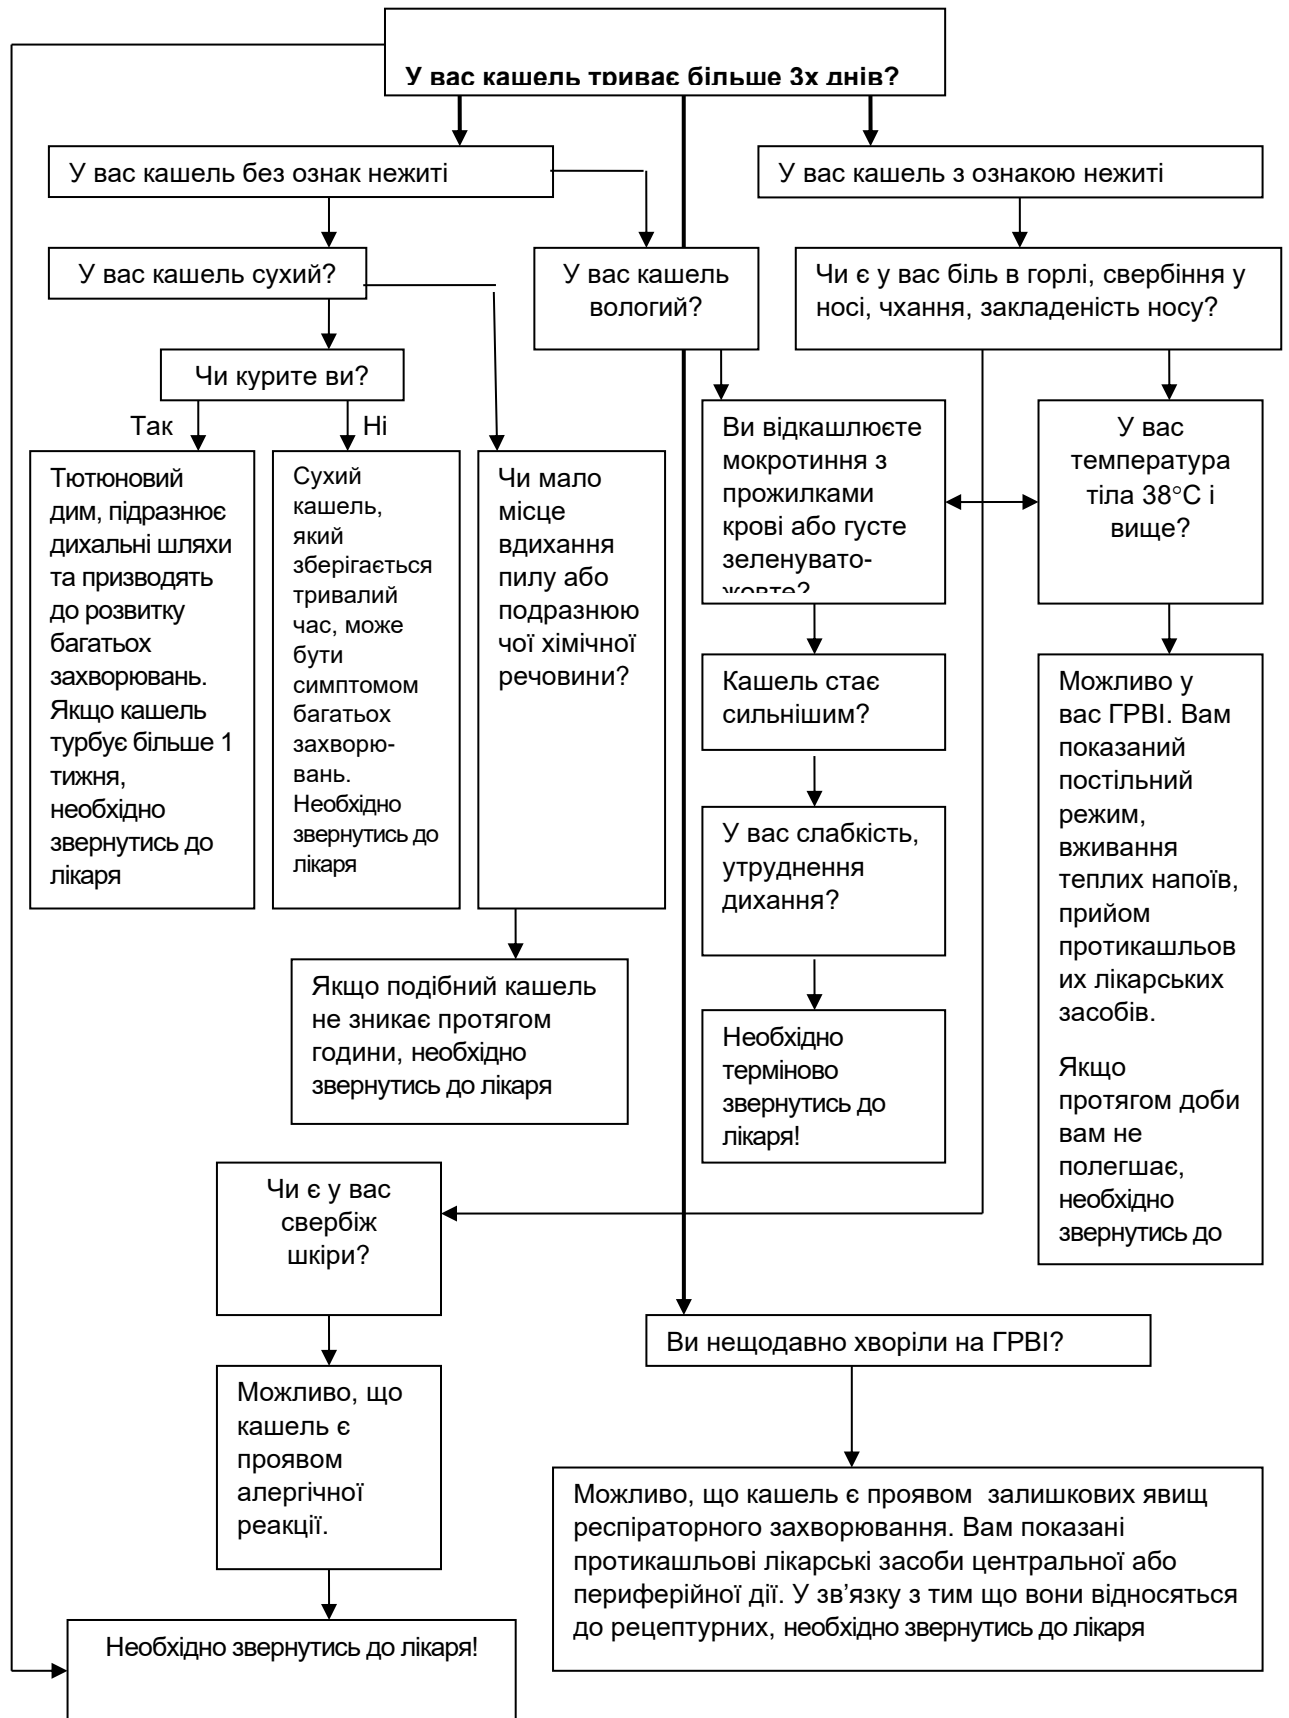 У вас кашель триває більше 3х днів?
У вас кашель без ознак нежиті
У вас кашель з ознакою нежиті
У вас кашель сухий?
У вас кашель
вологий?
Чи є у вас біль в горлі, свербіння у
носі, чхання, закладеність носу?
Чи курите ви?
Так
Ні
Тютюновий
дим, підразнює
дихальні шляхи
та призводять
до розвитку
багатьох
захворювань.
Якщо кашель
турбує більше 1
тижня,
необхідно
звернутись до
лікаря
Сухий
кашель,
який
зберігається
тривалий
час, може
бути
симптомом
багатьох
захворю-
вань.
Необхідно
звернутись до
лікаря
Чи мало
місце
вдихання
пилу або
подразнюю
чої хімічної
речовини?
Ви відкашлюєте
мокротиння з
прожилками
крові або густе
зеленувато-
жовте?
У вас
температура
тіла 38°С і
вище?
Кашель стає
сильнішим?
У вас слабкість,
утруднення
дихання?
Необхідно
терміново
звернутись до
лікаря!
Можливо у
вас ГРВІ. Вам
показаний
постільний
режим,
вживання
теплих напоїв,
прийом
протикашльов
их лікарських
засобів.
Якщо
протягом доби
вам не
полегшає,
необхідно
звернутись до
Якщо подібний кашель
не зникає протягом
години, необхідно
звернутись до лікаря
Чи є у вас
свербіж
шкіри?
Ви нещодавно хворіли на ГРВІ?
Можливо, що
кашель є
проявом
алергічної
реакції.
Можливо, що кашель є проявом залишкових явищ
респіраторного захворювання. Вам показані
протикашльові лікарські засоби центральної або
периферійної дії. У зв’язку з тим що вони відносяться
до рецептурних, необхідно звернутись до лікаря
Необхідно звернутись до лікаря!